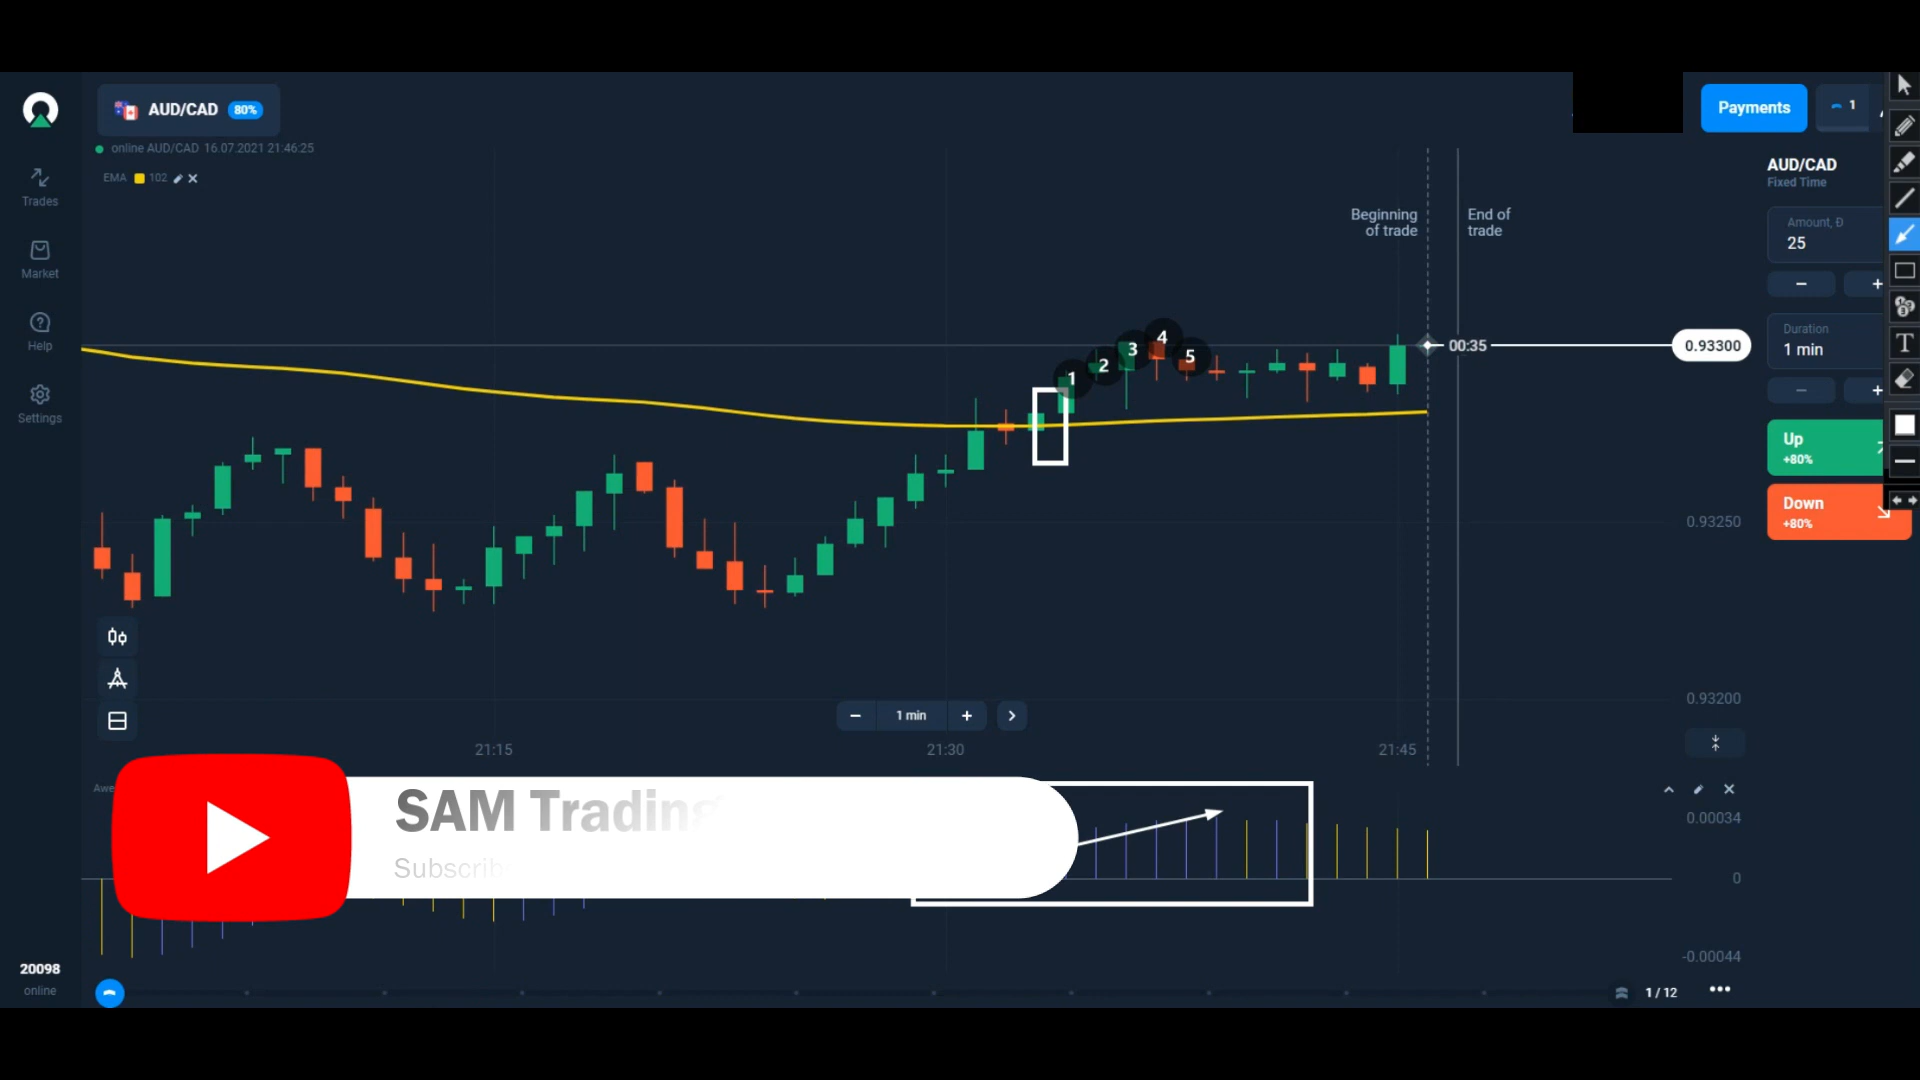 AUD/CAD 80%
Payments
1
online AUD/CAD 16.07.2021 21:46:25
EMA 102
AUD/CAD
Fixed Time
Trades
Market
Help
Settings
Beginning of trade
End of trade
Amount, Đ
25
Duration
1 min
1
2
3
4
5
00:35
0.93300
Up
+80%
Down
+80%
T
0.93250
0.93200
1 min
21:15
21:30
21:45
SAM Trading
Subscrib
0.00034
0
-0.00044
20098
online
1 / 12